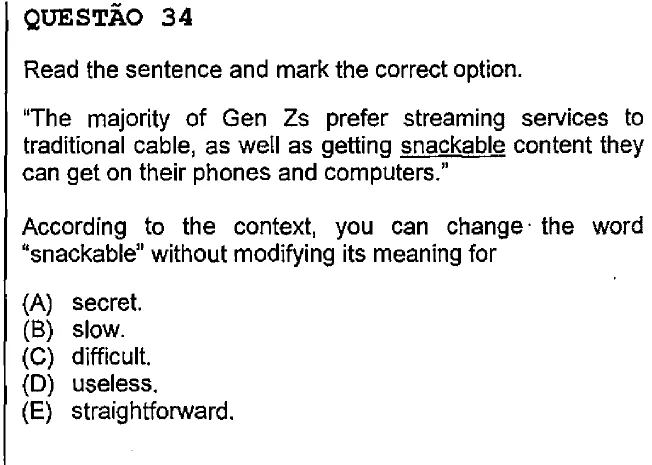 QUESTÃO 34
Read the sentence and mark the correct option.
"The majority of Gen Zs prefer streaming services to
traditional cable, as well as getting snackable content they
can get on their phones and computers."
According to the context, you can change the word
"snackable" without modifying its meaning for
(A) secret.
(B) slow.
(C) difficult.
(D) useless.
(E) straightforward.